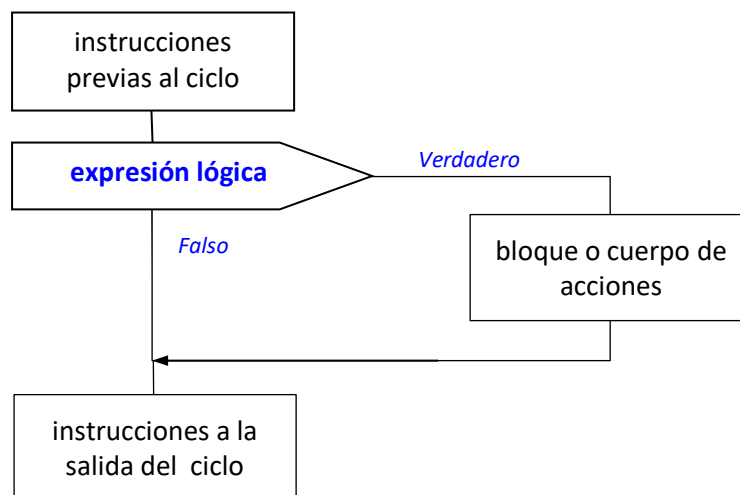 instrucciones
previas al ciclo
expresión lógica
Verdadero
Falso
bloque o cuerpo de
acciones
instrucciones a la
salida del ciclo